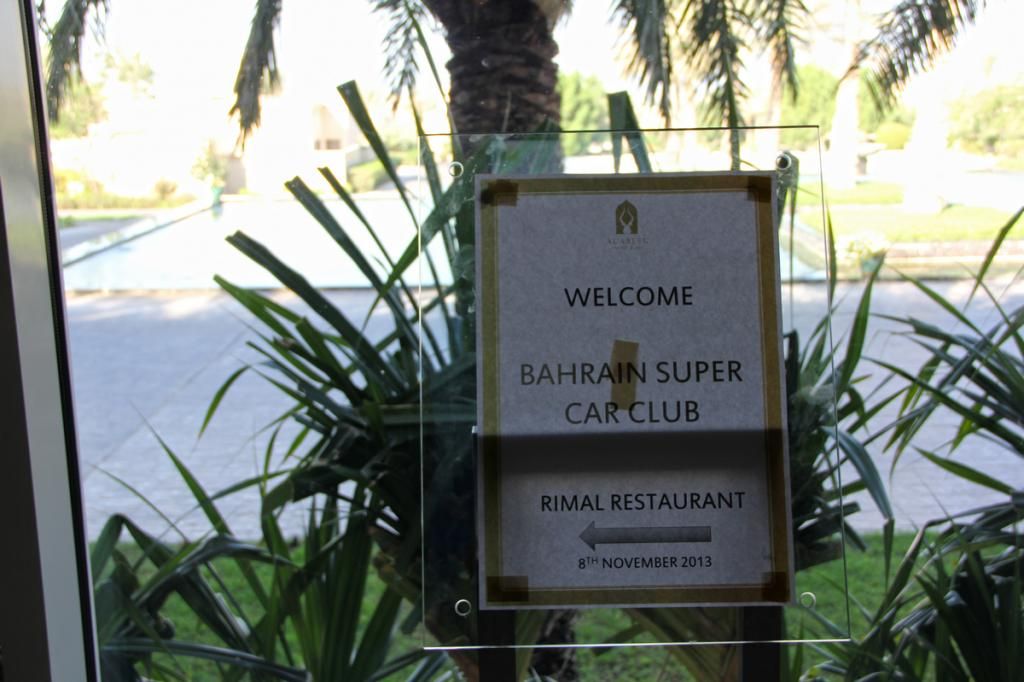 WELCOME
BAHRAIN SUPER
CAR CLUB
RIMAL RESTAURANT
8TH NOVEMBER 2013